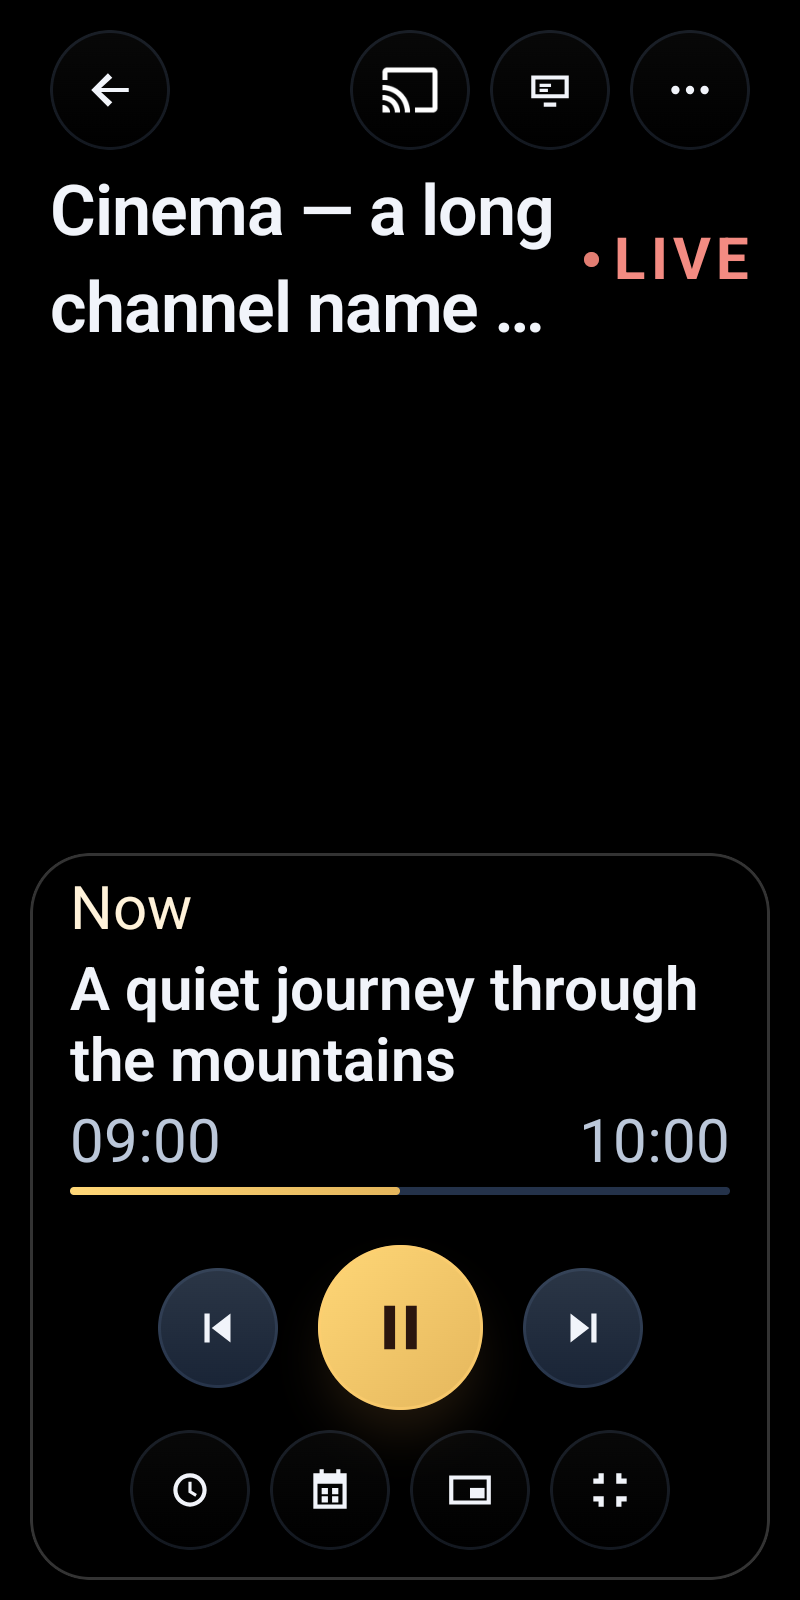 Cinema — a long
channel name ...
• LIVE
Now
A quiet journey through
the mountains
09:00 10:00